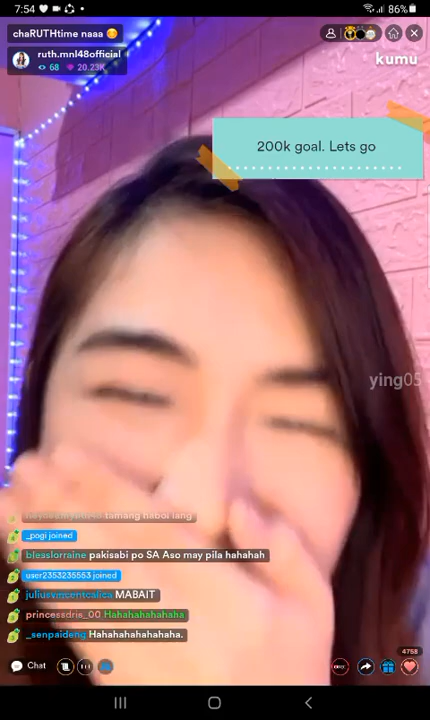 7:54
86%
chaRUTHtime naaa
ruth.mnl48official
68 20.23K
kumu
200k goal. Lets go
ying05
tamang haboi lang
_pogi joined
blesslorraine pakisabi po SA Aso may pila hahahah
user2353235553 joined
juliusvincentcalica MABAIT
princessdris_00 Hahahahahahaha
_senpaideng Hahahahahahaha.
4758
Chat